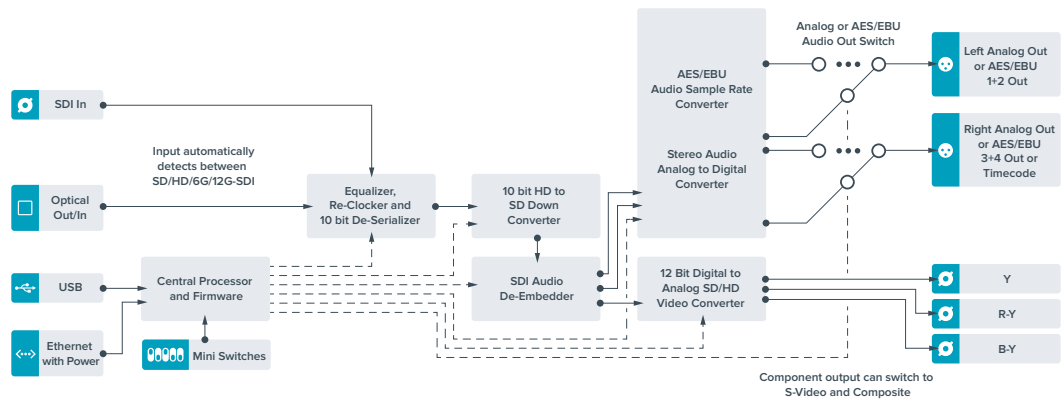 Analog or AES/EBU
Audio Out Switch
Left Analog Out
or AES/EBU
1+2 Out
AES/EBU
Audio Sample Rate
Converter
SDI In
Input automatically
detects between
SD/HD/6G/12G-SDI
Right Analog Out
or AES/EBU
3+4 Out or
Timecode
Stereo Audio
Analog to Digital
Converter
Optical
Out/In
Equalizer,
Re-Clocker and
10 bit De-Serializer
10 bit HD to
SD Down
Converter
USB
Central Processor
and Firmware
SDI Audio
De-Embedder
12 Bit Digital to
Analog SD/HD
Video Converter
Y
R-Y
B-Y
Ethernet
with Power
Mini Switches
Component output can switch to
S-Video and Composite